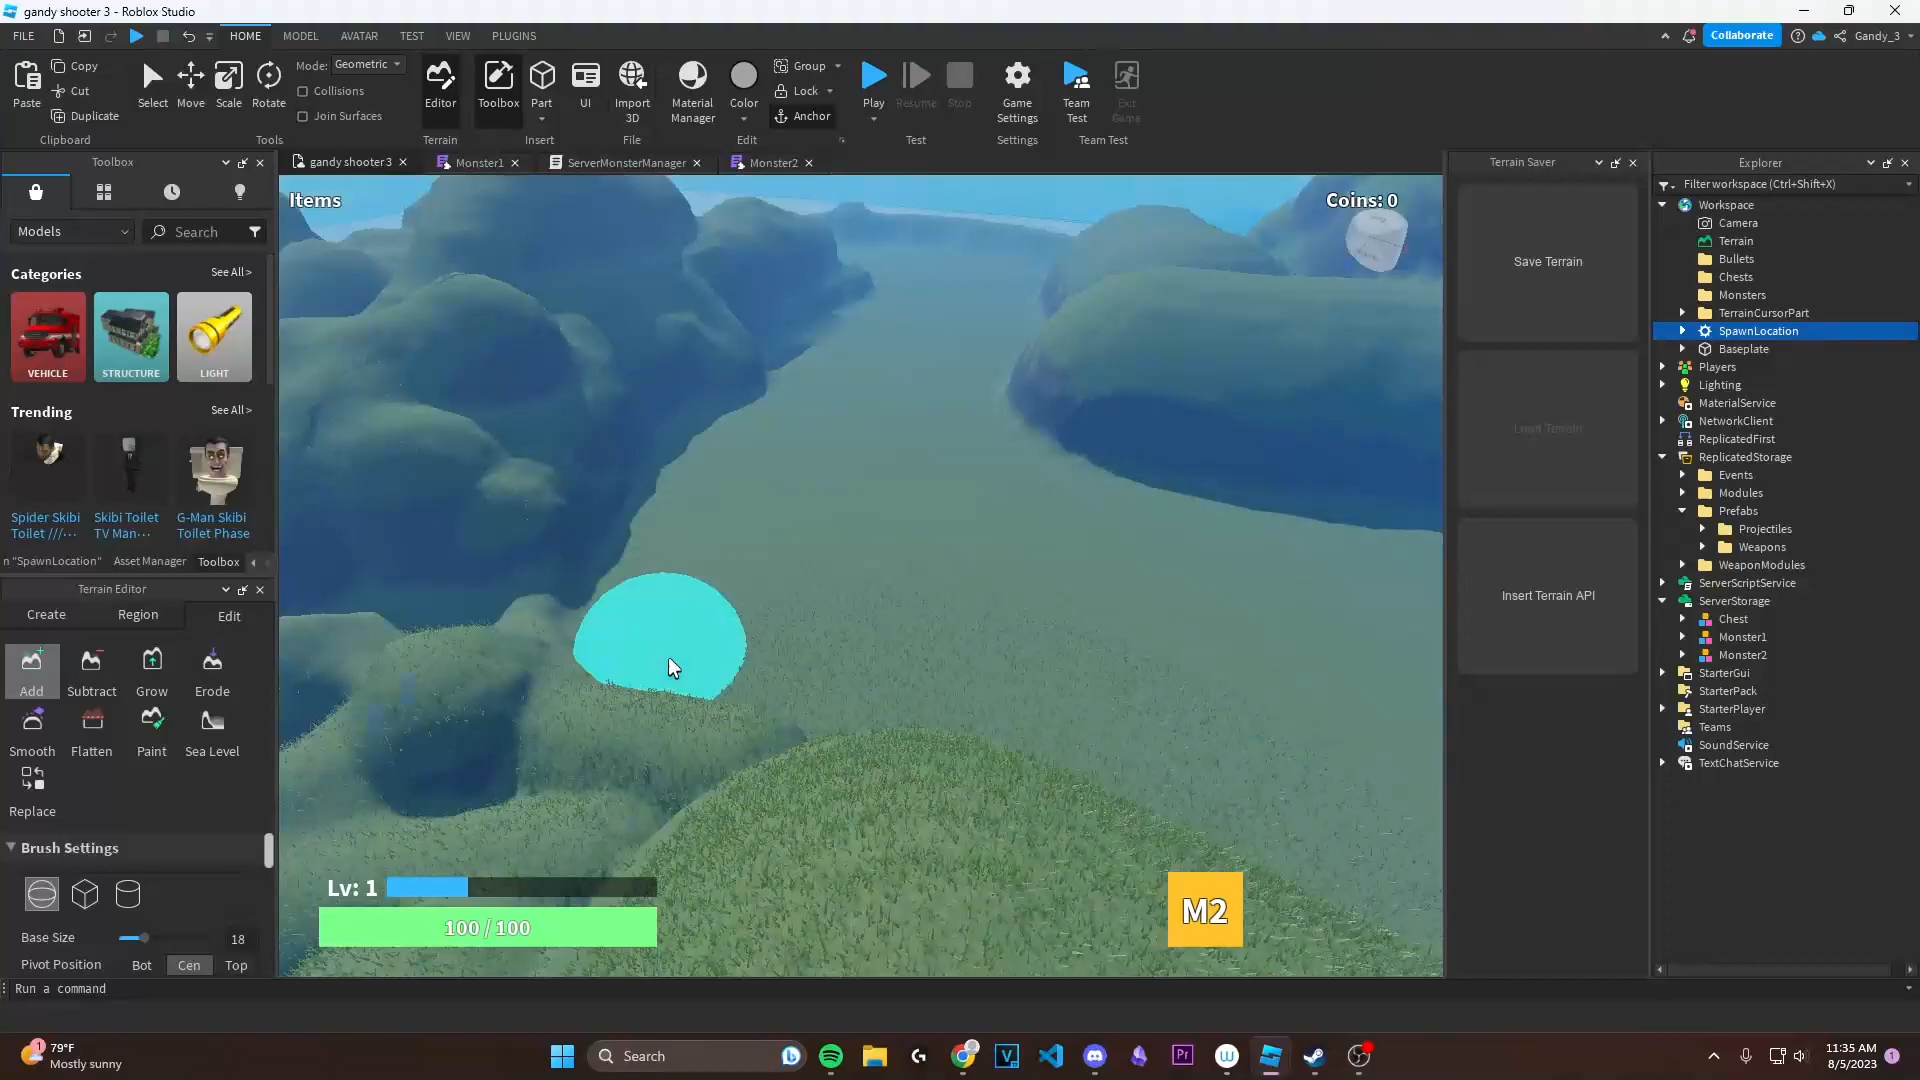 gandy shooter 3 - Roblox Studio
FILE HOME MODEL AVATAR TEST VIEW PLUGINS Collaborate Gandy_3
Paste Copy Cut Duplicate Select Move Scale Rotate Mode: Geometric Collisions Join Surfaces Editor Toolbox Part UI Import 3D Material Manager Color Group Lock Anchor Play Resume Stop Game Settings Team Test Exit Game
Clipboard Tools Terrain Insert File Edit Test Settings Team Test
Toolbox
gandy shooter 3 Monster1 ServerMonsterManager Monster2
Terrain Saver
Explorer
Models Search
Categories See All >
VEHICLE STRUCTURE LIGHT
Trending See All >
Spider Skibi Toilet ///···
Skibi Toilet TV Man···
G-Man Skibi Toilet Phase
n "SpawnLocation" Asset Manager Toolbox
Terrain Editor
Create Region Edit
Add Subtract Grow Erode
Smooth Flatten Paint Sea Level
Replace
Brush Settings
Base Size 18
Pivot Position Bot Cen Top
Items
Coins: 0
Lv: 1
100 / 100
M2
Save Terrain
Load Terrain
Insert Terrain API
Filter workspace (Ctrl+Shift+X)
Workspace
Camera
Terrain
Bullets
Chests
Monsters
TerrainCursorPart
SpawnLocation
Baseplate
Players
Lighting
MaterialService
NetworkClient
ReplicatedFirst
ReplicatedStorage
Events
Modules
Prefabs
Projectiles
Weapons
WeaponModules
ServerScriptService
ServerStorage
Chest
Monster1
Monster2
StarterGui
StarterPack
StarterPlayer
Teams
SoundService
TextChatService
Run a command
1
79°F
Mostly sunny
Search
11:35 AM
8/5/2023
1